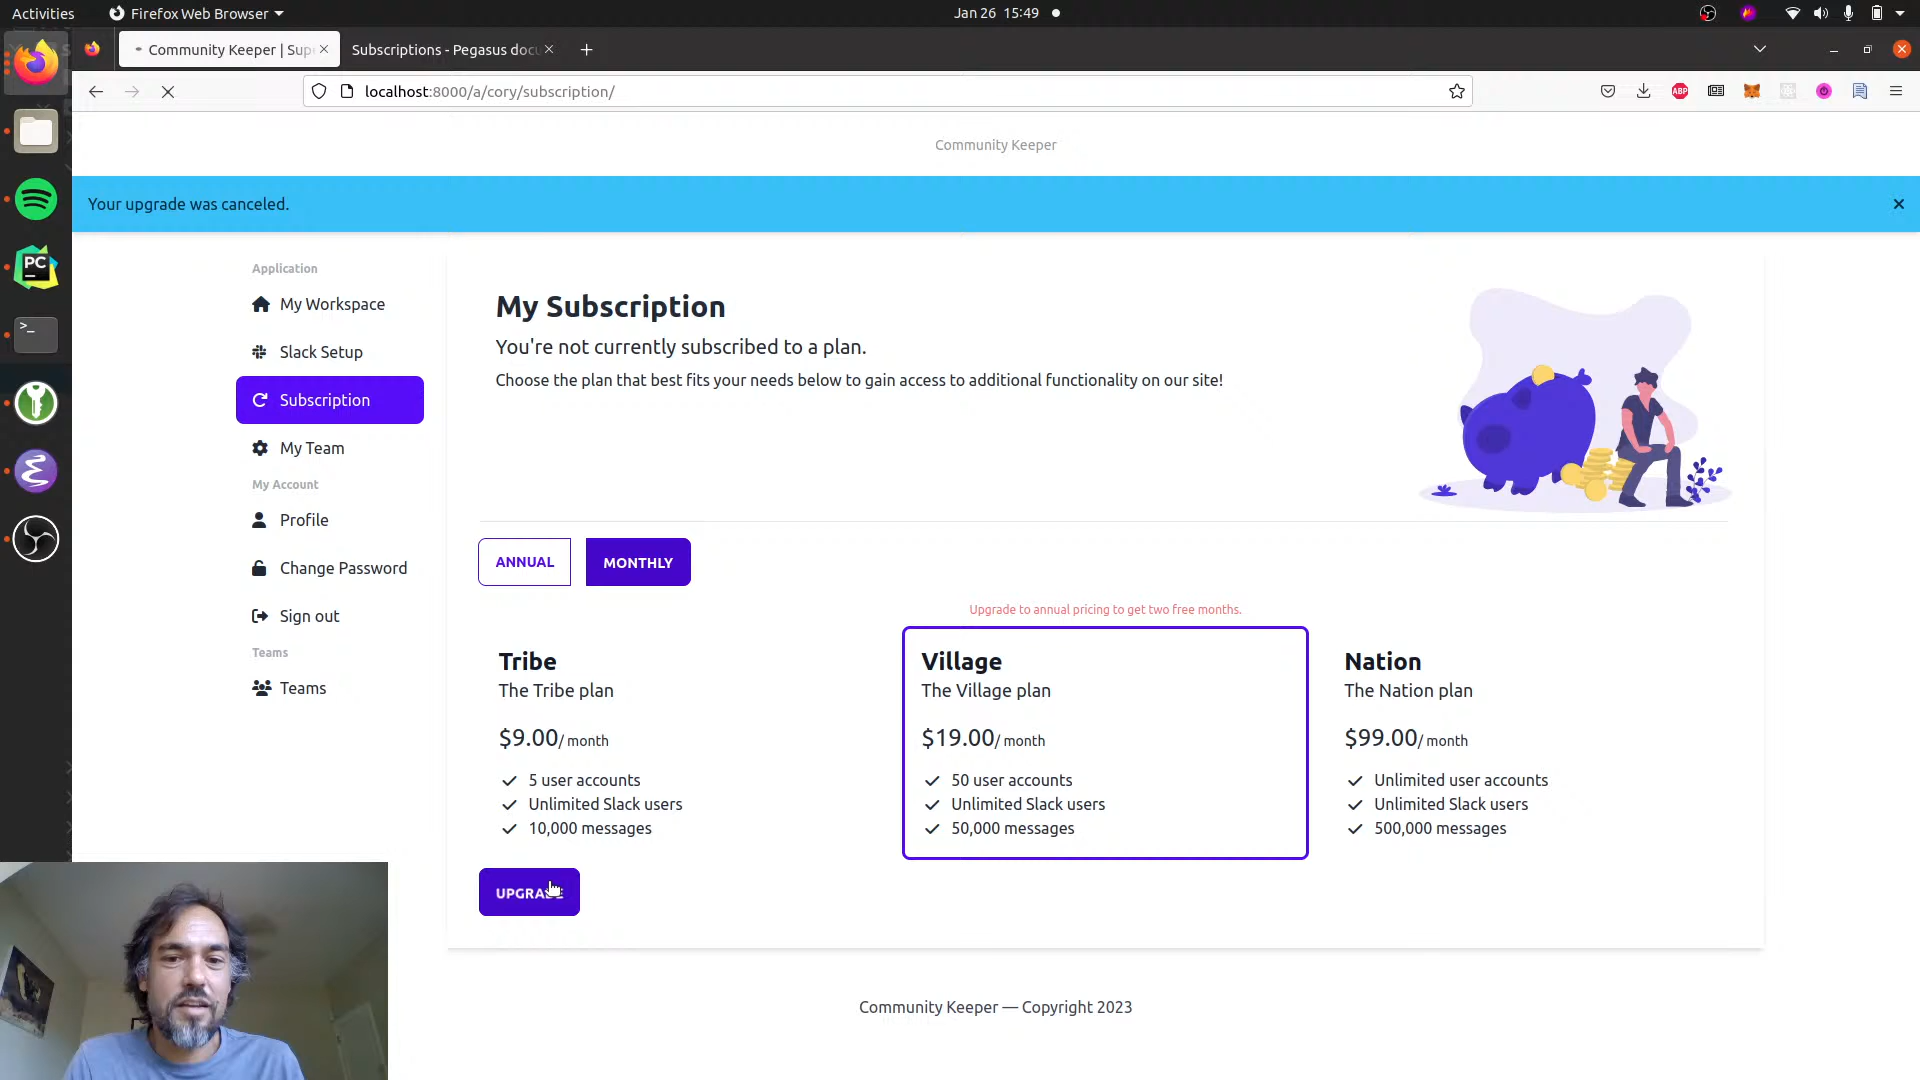 Activities
Firefox Web Browser
Jan 26 15:49
Community Keeper | Sup
Subscriptions - Pegasus doc
localhost:8000/a/cory/subscription/
ABP
Community Keeper
Your upgrade was canceled.
Application
My Workspace
Slack Setup
Subscription
My Team
My Account
Profile
Change Password
Sign out
Teams
Teams
PC
>_
My Subscription
You're not currently subscribed to a plan.
Choose the plan that best fits your needs below to gain access to additional functionality on our site!
ANNUAL
MONTHLY
Upgrade to annual pricing to get two free months.
Tribe
The Tribe plan
$9.00/ month
5 user accounts
Unlimited Slack users
10,000 messages
Village
The Village plan
$19.00/ month
50 user accounts
Unlimited Slack users
50,000 messages
Nation
The Nation plan
$99.00/ month
Unlimited user accounts
Unlimited Slack users
500,000 messages
UPGRADE
Community Keeper — Copyright 2023